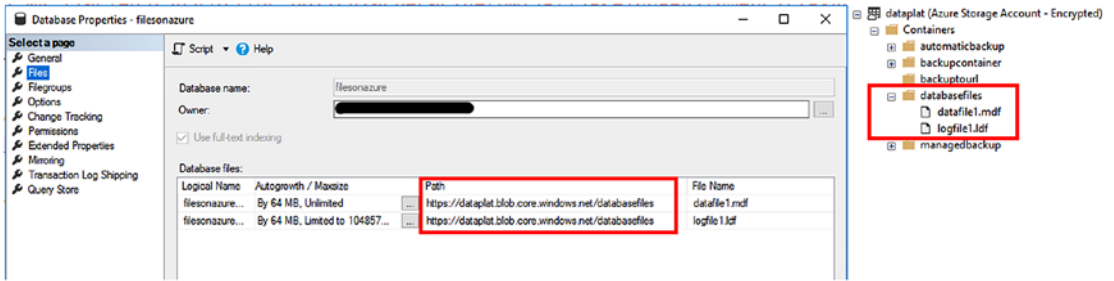 Database Properties - filesonazure
Select a page
General
Files
Filegroups
Options
Change Tracking
Permissions
Extended Properties
Mirroring
Transaction Log Shipping
Query Store
Script Help
Database name: filesonazure
Owner:
...
Use full-text indexing
Database files:
Logical Name Autogrowth / Maxsize Path File Name
filesonazure... By 64 MB, Unlimited ... https://dataplat.blob.core.windows.net/databasefiles datafile1.mdf
filesonazure... By 64 MB, Limited to 104857... ... https://dataplat.blob.core.windows.net/databasefiles logfile1.ldf
dataplat (Azure Storage Account - Encrypted)
Containers
automaticbackup
backupcontainer
backuptourl
databasefiles
datafile1.mdf
logfile1.ldf
managedbackup